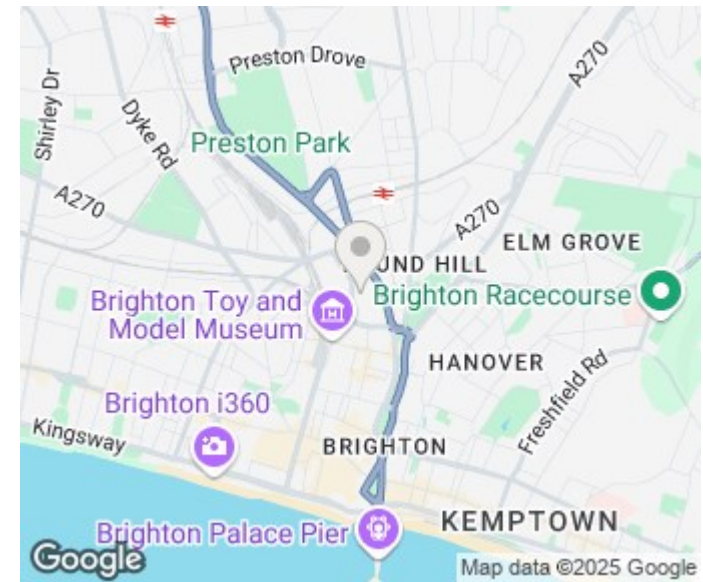 Preston Drove
Shirley Dr
Dyke Rd
A270
Preston Park
A270
A270
ELM GROVE
UND HILL
Brighton Toy and
Model Museum
Brighton Racecourse
HANOVER
Freshfield Rd
Brighton i360
Kingsway
BRIGHTON
Brighton Palace Pier
KEMPTOWN
Google
Map data ©2025 Google